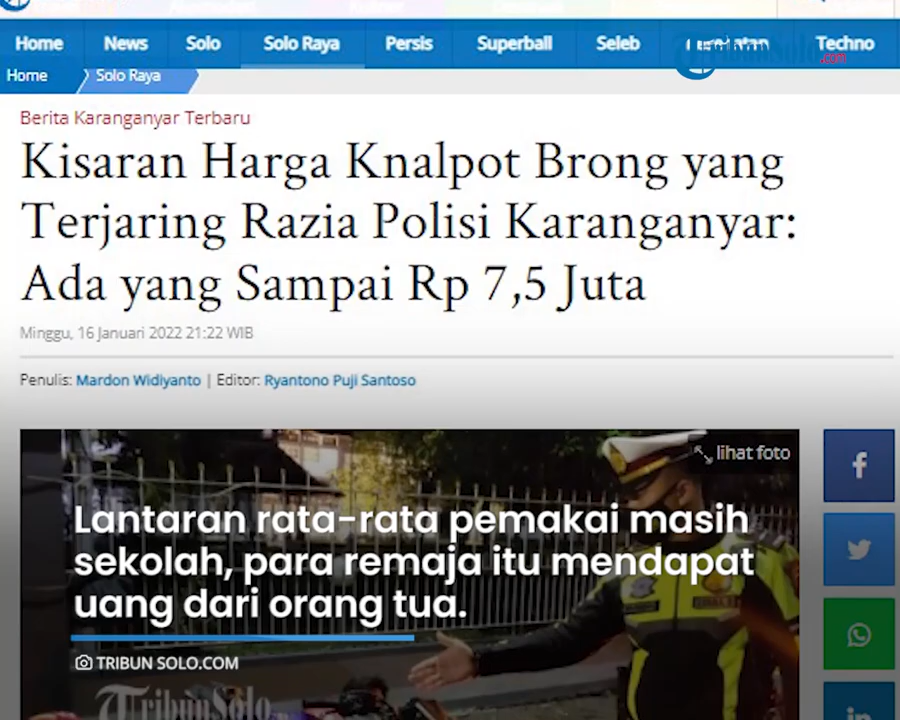 Home News Solo Solo Raya Persis Superball Seleb Techno
TribunSolo.com
Home Solo Raya
Berita Karanganyar Terbaru
Kisaran Harga Knalpot Brong yang
Terjaring Razia Polisi Karanganyar:
Ada yang Sampai Rp 7,5 Juta
Minggu, 16 Januari 2022 21:22 WIB
Penulis: Mardon Widiyanto | Editor: Ryantono Puji Santoso
lihat foto
Lantaran rata-rata pemakai masih
sekolah, para remaja itu mendapat
uang dari orang tua.
TRIBUN SOLO.COM
TribunSolo